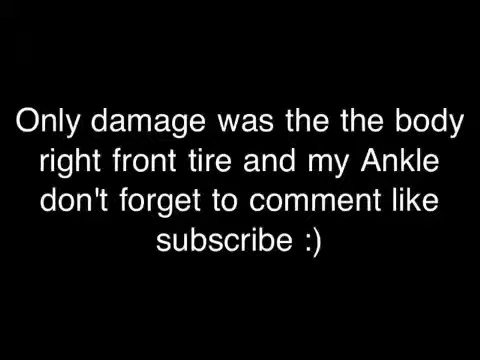 Only damage was the the body
right front tire and my Ankle
don't forget to comment like
subscribe :)